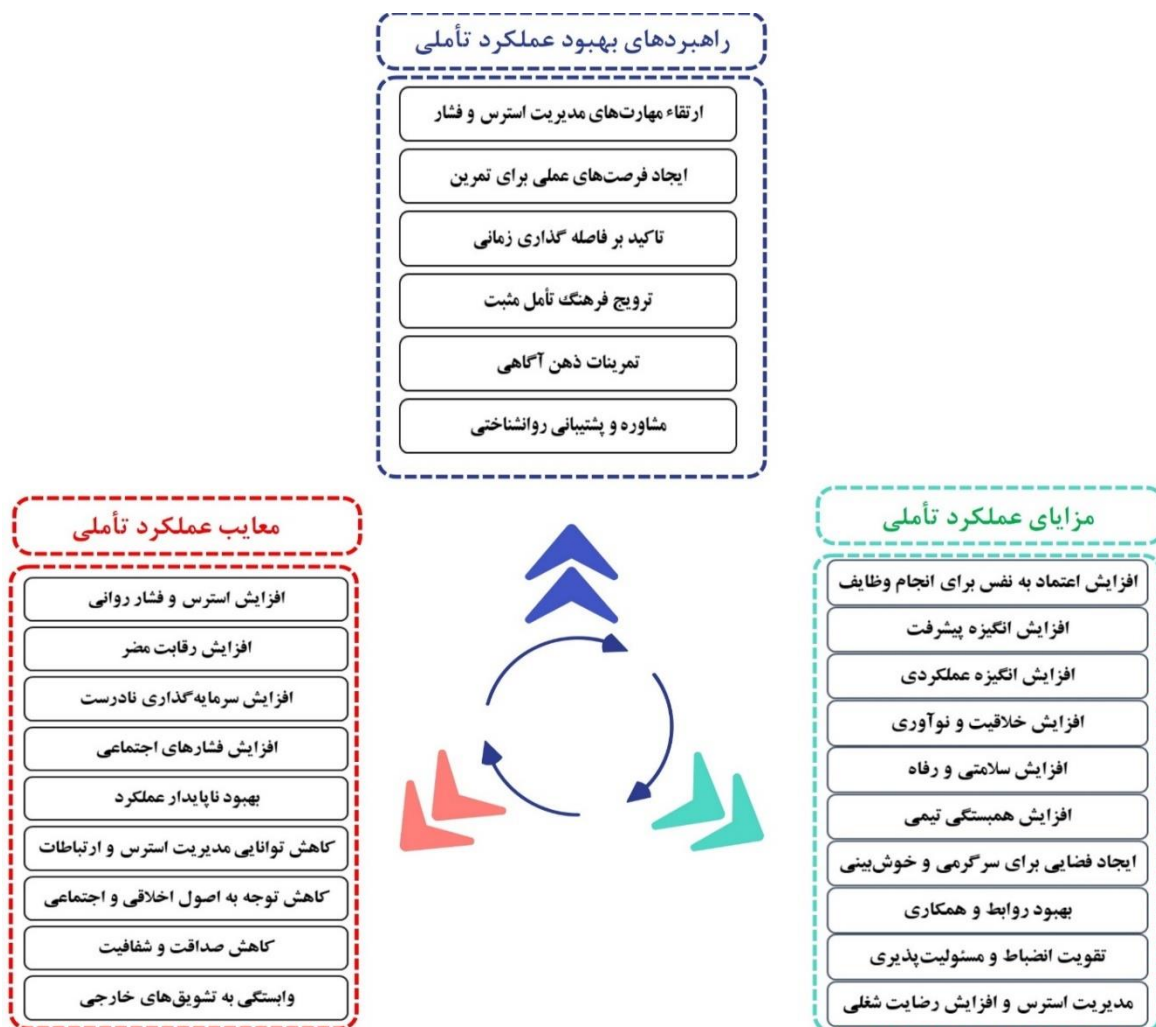 راهبردهای بهبود عملکرد تأملی
ارتقاء مهارت‌های مدیریت استرس و فشار
ایجاد فرصت‌های عملی برای تمرین
تاکید بر فاصله گذاری زمانی
ترویج فرهنگ تأمل مثبت
تمرینات ذهن آگاهی
مشاوره و پشتیبانی روانشناختی
مزایای عملکرد تأملی
افزایش اعتماد به نفس برای انجام وظایف
افزایش انگیزه پیشرفت
افزایش انگیزه عملکردی
افزایش خلاقیت و نوآوری
افزایش سلامتی و رفاه
افزایش همبستگی تیمی
ایجاد فضایی برای سرگرمی و خوش‌بینی
بهبود روابط و همکاری
تقویت انضباط و مسئولیت‌پذیری
مدیریت استرس و افزایش رضایت شغلی
معایب عملکرد تأملی
افزایش استرس و فشار روانی
افزایش رقابت مضر
افزایش سرمایه‌گذاری نادرست
افزایش فشارهای اجتماعی
بهبود ناپایدار عملکرد
کاهش توانایی مدیریت استرس و ارتباطات
کاهش توجه به اصول اخلاقی و اجتماعی
کاهش صداقت و شفافیت
وابستگی به تشویق‌های خارجی